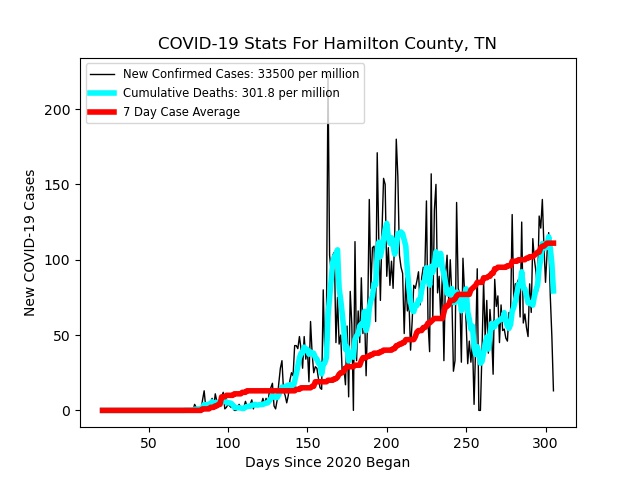 COVID-19 Stats For Hamilton County, TN
New Confirmed Cases: 33500 per million
Cumulative Deaths: 301.8 per million
7 Day Case Average
New COVID-19 Cases
200
150
100
50
0
50 100 150 200 250 300
Days Since 2020 Began